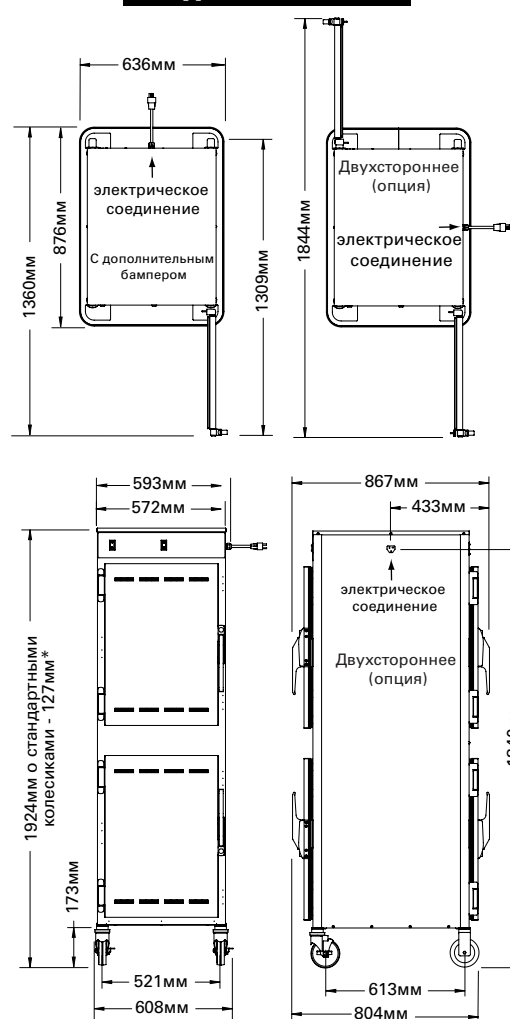 636мм
электрическое
соединение
С дополнительным
бампером
1360мм
876мм
1309мм
1844мм
Двухстороннее
(опция)
электрическое
соединение
593мм
572мм
1924мм о стандартными
колесиками - 127мм*
173мм
521мм
608мм
867мм
433мм
электрическое
соединение
Двухстороннее
(опция)
613мм
804мм